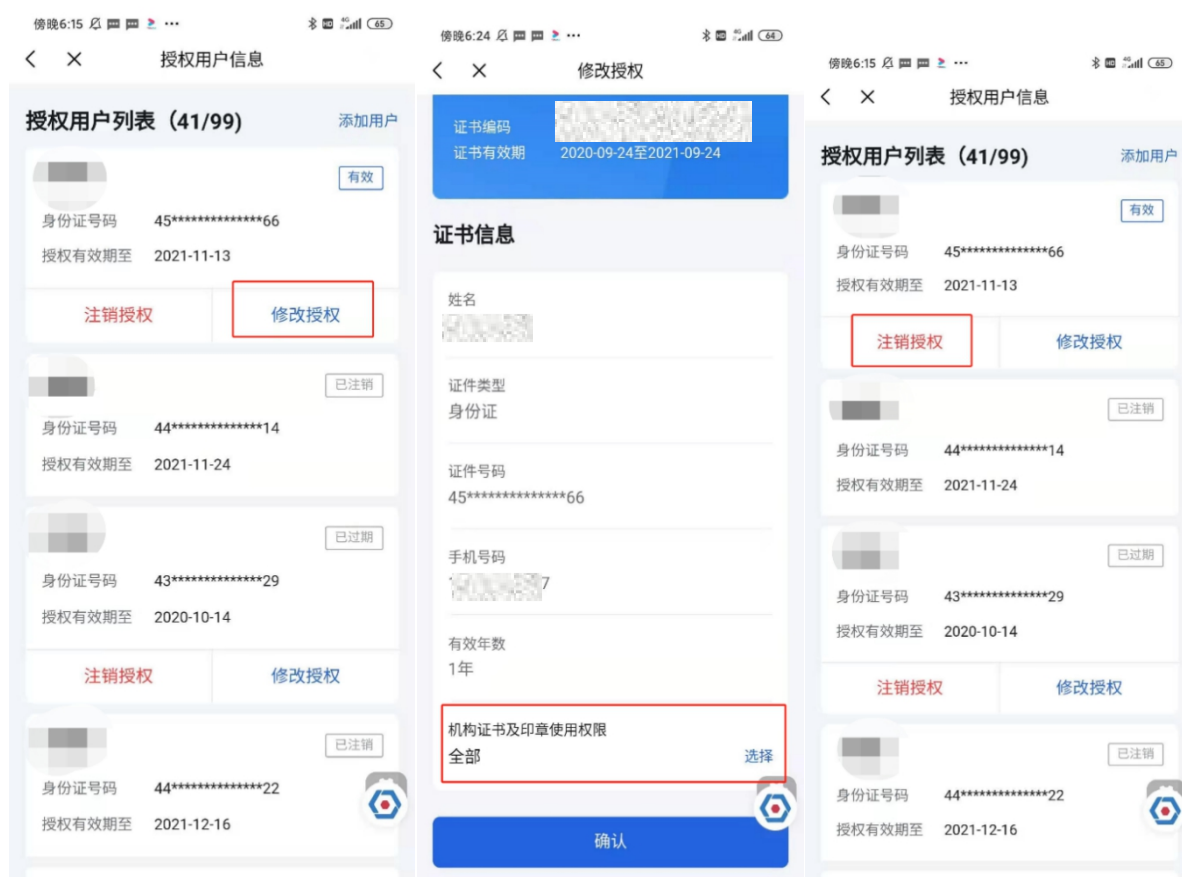 傍晚6:15
4G
65
授权用户信息
授权用户列表（41/99)
添加用户
有效
身份证号码 45**************66
授权有效期至 2021-11-13
注销授权 修改授权
已注销
身份证号码 44**************14
授权有效期至 2021-11-24
已过期
身份证号码 43**************29
授权有效期至 2020-10-14
注销授权 修改授权
已注销
身份证号码 44**************22
授权有效期至 2021-12-16
傍晚6:24
4G
64
修改授权
证书编码
证书有效期 2020-09-24至2021-09-24
证书信息
姓名
证件类型
身份证
证件号码
45**************66
手机号码
7
有效年数
1年
机构证书及印章使用权限
全部 选择
确认
傍晚6:15
4G
65
授权用户信息
授权用户列表（41/99)
添加用户
有效
身份证号码 45**************66
授权有效期至 2021-11-13
注销授权 修改授权
已注销
身份证号码 44**************14
授权有效期至 2021-11-24
已过期
身份证号码 43**************29
授权有效期至 2020-10-14
注销授权 修改授权
已注销
身份证号码 44**************22
授权有效期至 2021-12-16